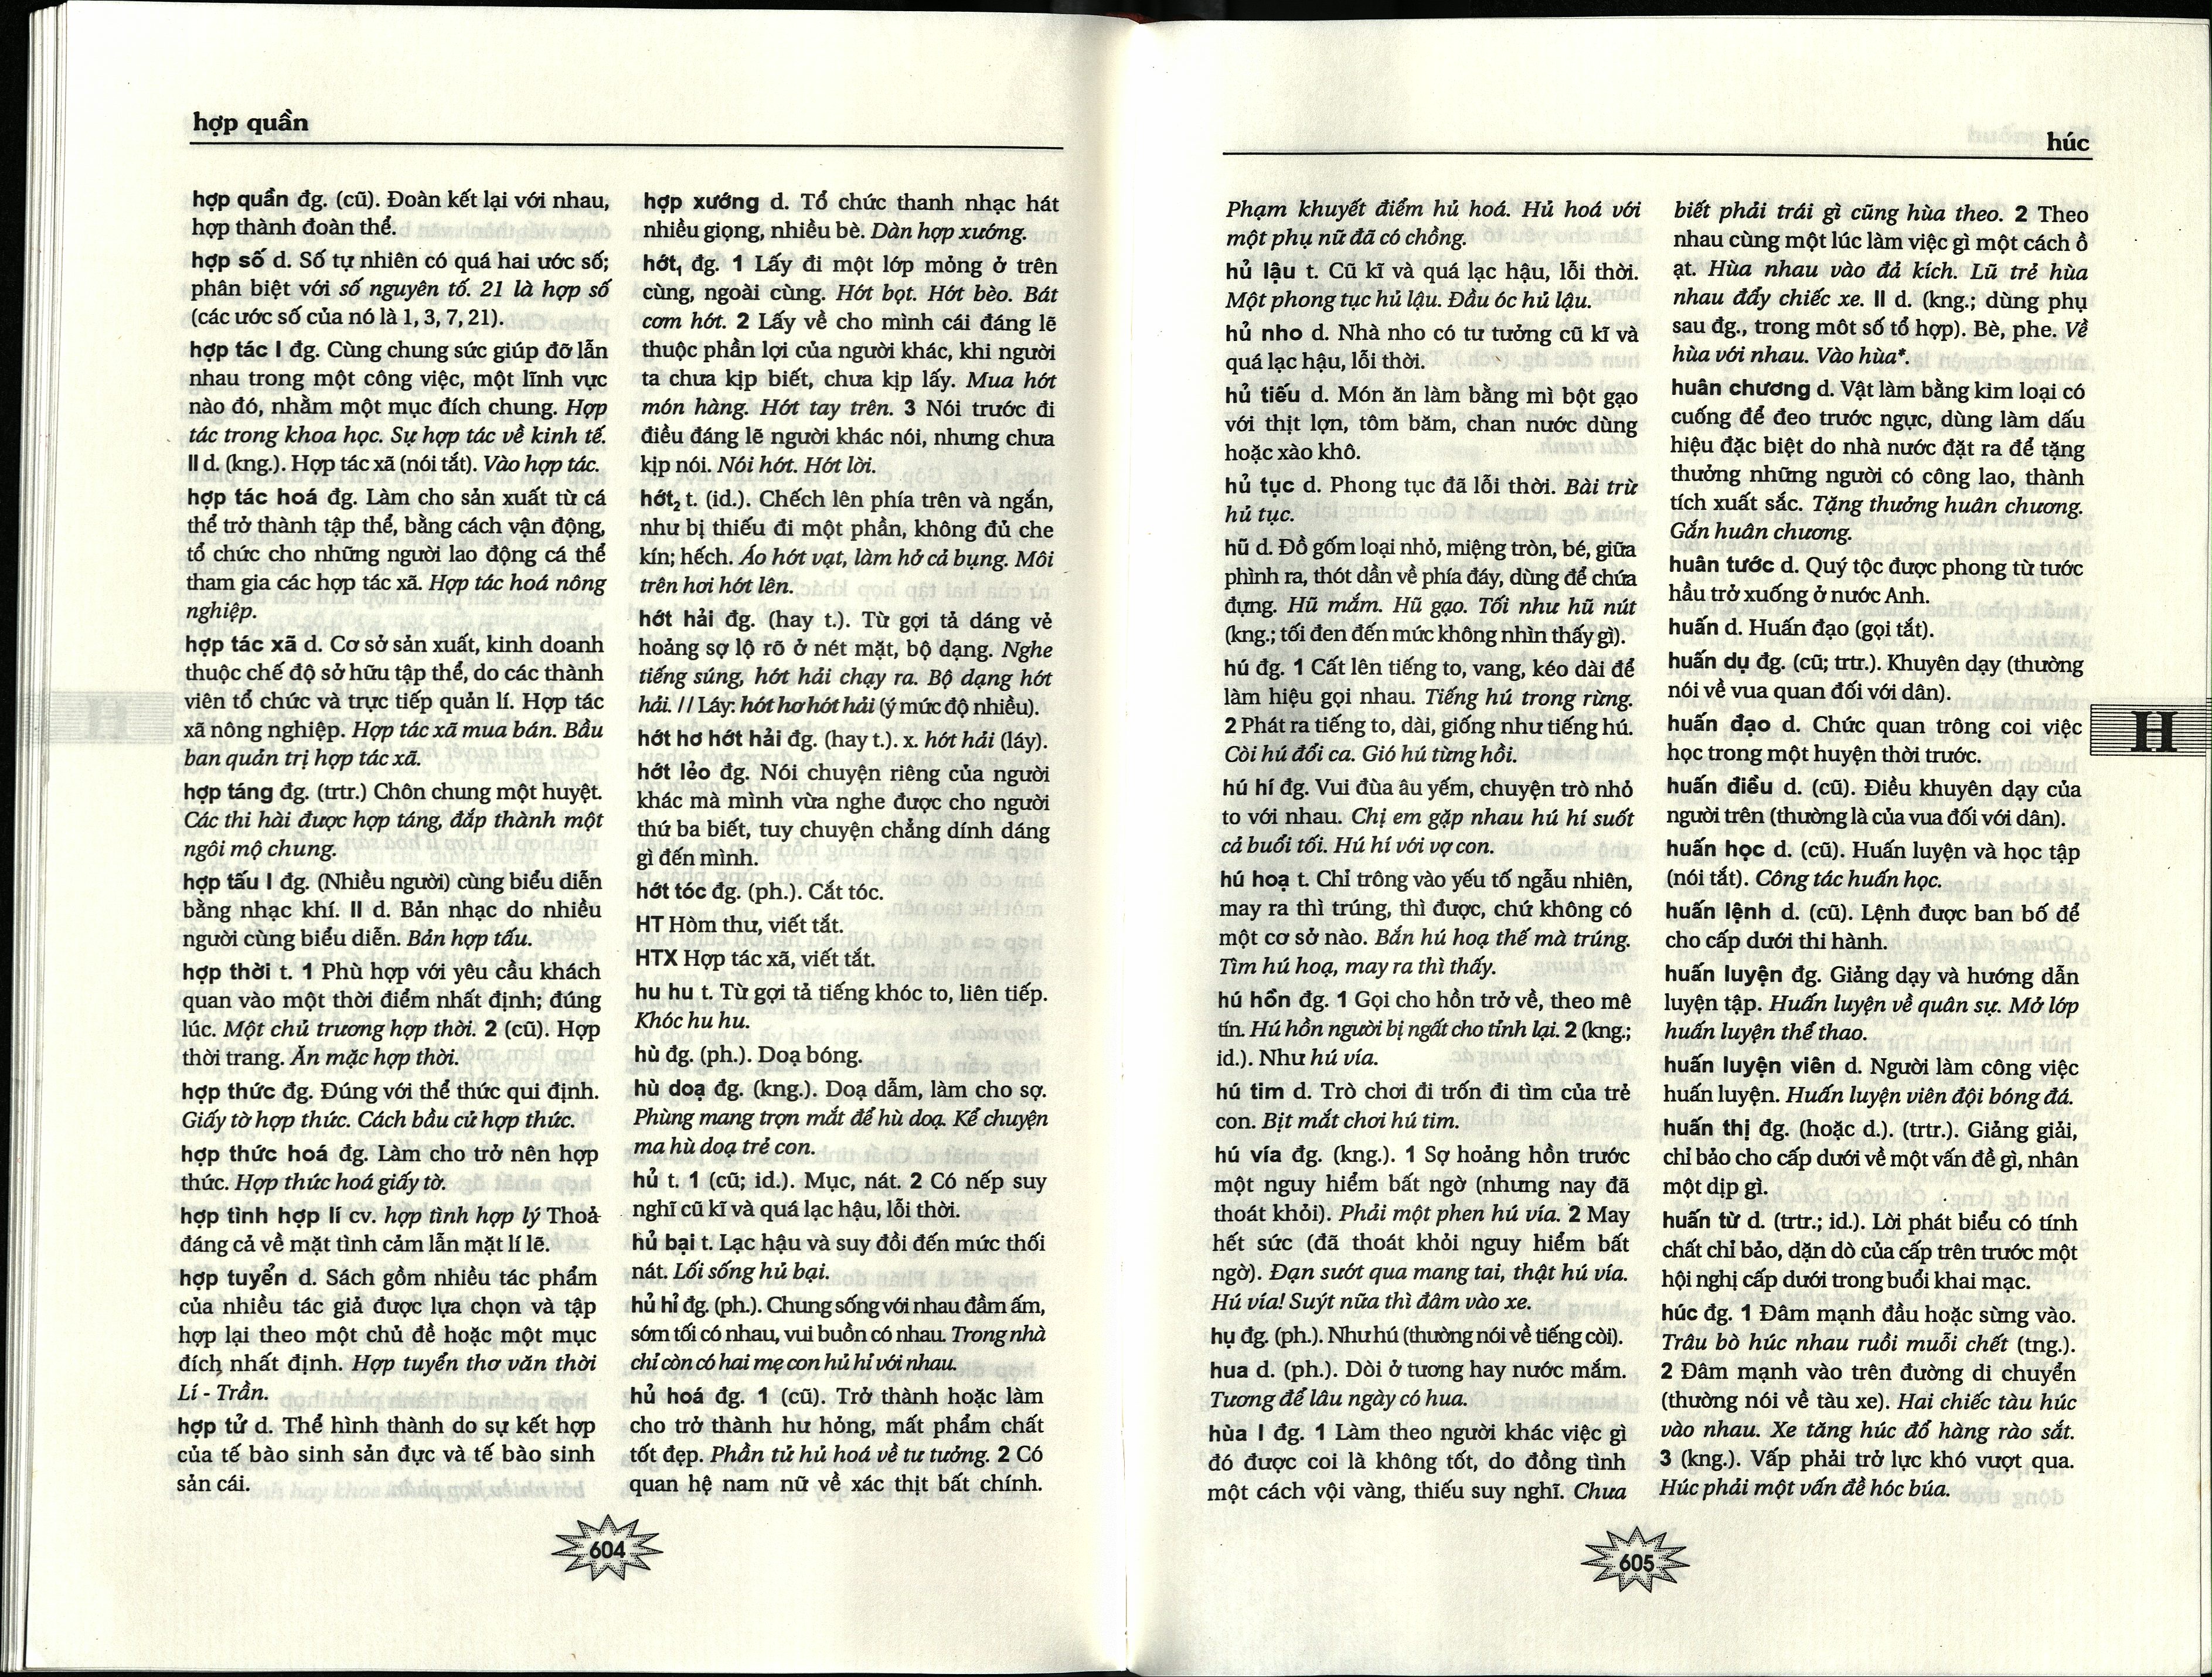 hợp quần
hợp quần đg. (cũ). Đoàn kết lại với nhau,
hợp thành đoàn thể.
hợp số d. Số tự nhiên có quá hai ước số;
phân biệt với số nguyên tố. 21 là hợp số
(các ước số của nó là 1, 3, 7, 21).
hợp tác I đg. Cùng chung sức giúp đỡ lẫn
nhau trong một công việc, một lĩnh vực
nào đó, nhằm một mục đích chung. Hợp
tác trong khoa học. Sự hợp tác về kinh tế.
II d. (kng.). Hợp tác xã (nói tắt). Vào hợp tác.
hợp tác hoá đg. Làm cho sản xuất từ cá
thể trở thành tập thể, bằng cách vận động,
tổ chức cho những người lao động cá thể
tham gia các hợp tác xã. Hợp tác hoá nông
nghiệp.
hợp tác xã d. Cơ sở sản xuất, kinh doanh
thuộc chế độ sở hữu tập thể, do các thành
viên tổ chức và trực tiếp quản lí. Hợp tác
xã nông nghiệp. Hợp tác xã mua bán. Bầu
ban quản trị hợp tác xã.
hợp táng đg. (trtr.) Chôn chung một huyệt.
Các thi hài được hợp táng, đắp thành một
ngôi mộ chung.
hợp tấu I đg. (Nhiều người) cùng biểu diễn
bằng nhạc khí. II d. Bản nhạc do nhiều
người cùng biểu diễn. Bản hợp tấu.
hợp thời t. 1 Phù hợp với yêu cầu khách
quan vào một thời điểm nhất định; đúng
lúc. Một chủ trương hợp thời. 2 (cũ). Hợp
thời trang. Ăn mặc hợp thời.
hợp thức đg. Đúng với thể thức qui định.
Giấy tờ hợp thức. Cách bầu cử hợp thức.
hợp thức hoá đg. Làm cho trở nên hợp
thức. Hợp thức hoá giấy tờ.
hợp tình hợp lí cv. hợp tình hợp lý Thoả
đáng cả về mặt tình cảm lẫn mặt lí lẽ.
hợp tuyển d. Sách gồm nhiều tác phẩm
của nhiều tác giả được lựa chọn và tập
hợp lại theo một chủ đề hoặc một mục
đích nhất định. Hợp tuyển thơ văn thời
Lí - Trần.
hợp tử d. Thể hình thành do sự kết hợp
của tế bào sinh sản đực và tế bào sinh
sản cái.
hợp xướng d. Tổ chức thanh nhạc hát
nhiều giọng, nhiều bè. Dàn hợp xướng.
hớt₁ đg. 1 Lấy đi một lớp mỏng ở trên
cùng, ngoài cùng. Hớt bọt. Hớt bèo. Bát
cơm hớt. 2 Lấy về cho mình cái đáng lẽ
thuộc phần lợi của người khác, khi người
ta chưa kịp biết, chưa kịp lấy. Mua hớt
món hàng. Hớt tay trên. 3 Nói trước đi
điều đáng lẽ người khác nói, nhưng chưa
kịp nói. Nói hớt. Hớt lời.
hớt₂ t. (id.). Chếch lên phía trên và ngắn,
như bị thiếu đi một phần, không đủ che
kín; hếch. Áo hớt vạt, làm hở cả bụng. Môi
trên hơi hớt lên.
hớt hải đg. (hay t.). Từ gợi tả dáng vẻ
hoảng sợ lộ rõ ở nét mặt, bộ dạng. Nghe
tiếng súng, hớt hải chạy ra. Bộ dạng hớt
hải. // Láy: hớt hơ hớt hải (ý mức độ nhiều).
hớt hơ hớt hải đg. (hay t.). x. hớt hải (láy).
hớt lẻo đg. Nói chuyện riêng của người
khác mà mình vừa nghe được cho người
thứ ba biết, tuy chuyện chẳng dính dáng
gì đến mình.
hớt tóc đg. (ph.). Cắt tóc.
HT Hòm thư, viết tắt.
HTX Hợp tác xã, viết tắt.
hu hu t. Từ gợi tả tiếng khóc to, liên tiếp.
Khóc hu hu.
hù đg. (ph.). Doạ bóng.
hù doạ đg. (kng.). Doạ dẫm, làm cho sợ.
Phùng mang trợn mắt để hù doạ. Kể chuyện
ma hù doạ trẻ con.
hủ t. 1 (cũ; id.). Mục, nát. 2 Có nếp suy
nghĩ cũ kĩ và quá lạc hậu, lỗi thời.
hủ bại t. Lạc hậu và suy đồi đến mức thối
nát. Lối sống hủ bại.
hủ hỉ đg. (ph.). Chung sống với nhau đầm ấm,
sớm tối có nhau, vui buồn có nhau. Trong nhà
chỉ còn có hai mẹ con hủ hỉ với nhau.
hủ hoá đg. 1 (cũ). Trở thành hoặc làm
cho trở thành hư hỏng, mất phẩm chất
tốt đẹp. Phần tử hủ hoá về tư tưởng. 2 Có
quan hệ nam nữ về xác thịt bất chính.
604
húc
Phạm khuyết điểm hủ hoá. Hủ hoá với
một phụ nữ đã có chồng.
hủ lậu t. Cũ kĩ và quá lạc hậu, lỗi thời.
Một phong tục hủ lậu. Đầu óc hủ lậu.
hủ nho d. Nhà nho có tư tưởng cũ kĩ và
quá lạc hậu, lỗi thời.
hủ tiếu d. Món ăn làm bằng mì bột gạo
với thịt lợn, tôm băm, chan nước dùng
hoặc xào khô.
hủ tục d. Phong tục đã lỗi thời. Bài trừ
hủ tục.
hũ d. Đồ gốm loại nhỏ, miệng tròn, bé, giữa
phình ra, thót dần về phía đáy, dùng để chứa
đựng. Hũ mắm. Hũ gạo. Tối như hũ nút
(kng.; tối đen đến mức không nhìn thấy gì).
hú đg. 1 Cất lên tiếng to, vang, kéo dài để
làm hiệu gọi nhau. Tiếng hú trong rừng.
2 Phát ra tiếng to, dài, giống như tiếng hú.
Còi hú đổi ca. Gió hú từng hồi.
hú hí đg. Vui đùa âu yếm, chuyện trò nhỏ
to với nhau. Chị em gặp nhau hú hí suốt
cả buổi tối. Hú hí với vợ con.
hú hoạ t. Chỉ trông vào yếu tố ngẫu nhiên,
may ra thì trúng, thì được, chứ không có
một cơ sở nào. Bắn hú hoạ thế mà trúng.
Tìm hú hoạ, may ra thì thấy.
hú hồn đg. 1 Gọi cho hồn trở về, theo mê
tín. Hú hồn người bị ngất cho tỉnh lại. 2 (kng.;
id.). Như hú vía.
hú tim d. Trò chơi đi trốn đi tìm của trẻ
con. Bịt mắt chơi hú tim.
hú vía đg. (kng.). 1 Sợ hoảng hồn trước
một nguy hiểm bất ngờ (nhưng nay đã
thoát khỏi). Phải một phen hú vía. 2 May
hết sức (đã thoát khỏi nguy hiểm bất
ngờ). Đạn sướt qua mang tai, thật hú vía.
Hú vía! Suýt nữa thì đâm vào xe.
hụ đg. (ph.). Như hú (thường nói về tiếng còi).
hua d. (ph.). Dòi ở tương hay nước mắm.
Tương để lâu ngày có hua.
hùa I đg. 1 Làm theo người khác việc gì
đó được coi là không tốt, do đồng tình
một cách vội vàng, thiếu suy nghĩ. Chưa
biết phải trái gì cũng hùa theo. 2 Theo
nhau cùng một lúc làm việc gì một cách ồ
ạt. Hùa nhau vào đả kích. Lũ trẻ hùa
nhau đẩy chiếc xe. II d. (kng.; dùng phụ
sau đg., trong môt số tổ hợp). Bè, phe. Về
hùa với nhau. Vào hùa*.
huân chương d. Vật làm bằng kim loại có
cuống để đeo trước ngực, dùng làm dấu
hiệu đặc biệt do nhà nước đặt ra để tặng
thưởng những người có công lao, thành
tích xuất sắc. Tặng thưởng huân chương.
Gắn huân chương.
huân tước d. Quý tộc được phong từ tước
hầu trở xuống ở nước Anh.
huấn d. Huấn đạo (gọi tắt).
huấn dụ đg. (cũ; trtr.). Khuyên dạy (thường
nói về vua quan đối với dân).
huấn đạo d. Chức quan trông coi việc
học trong một huyện thời trước.
huấn điều d. (cũ). Điều khuyên dạy của
người trên (thường là của vua đối với dân).
huấn học d. (cũ). Huấn luyện và học tập
(nói tắt). Công tác huấn học.
huấn lệnh d. (cũ). Lệnh được ban bố để
cho cấp dưới thi hành.
huấn luyện đg. Giảng dạy và hướng dẫn
luyện tập. Huấn luyện về quân sự. Mở lớp
huấn luyện thể thao.
huấn luyện viên d. Người làm công việc
huấn luyện. Huấn luyện viên đội bóng đá.
huấn thị đg. (hoặc d.). (trtr.). Giảng giải,
chỉ bảo cho cấp dưới về một vấn đề gì, nhân
một dịp gì.
huấn từ d. (trtr.; id.). Lời phát biểu có tính
chất chỉ bảo, dặn dò của cấp trên trước một
hội nghị cấp dưới trong buổi khai mạc.
húc đg. 1 Đâm mạnh đầu hoặc sừng vào.
Trâu bò húc nhau ruồi muỗi chết (tng.).
2 Đâm mạnh vào trên đường di chuyển
(thường nói về tàu xe). Hai chiếc tàu húc
vào nhau. Xe tăng húc đổ hàng rào sắt.
3 (kng.). Vấp phải trở lực khó vượt qua.
Húc phải một vấn đề hóc búa.
H
605